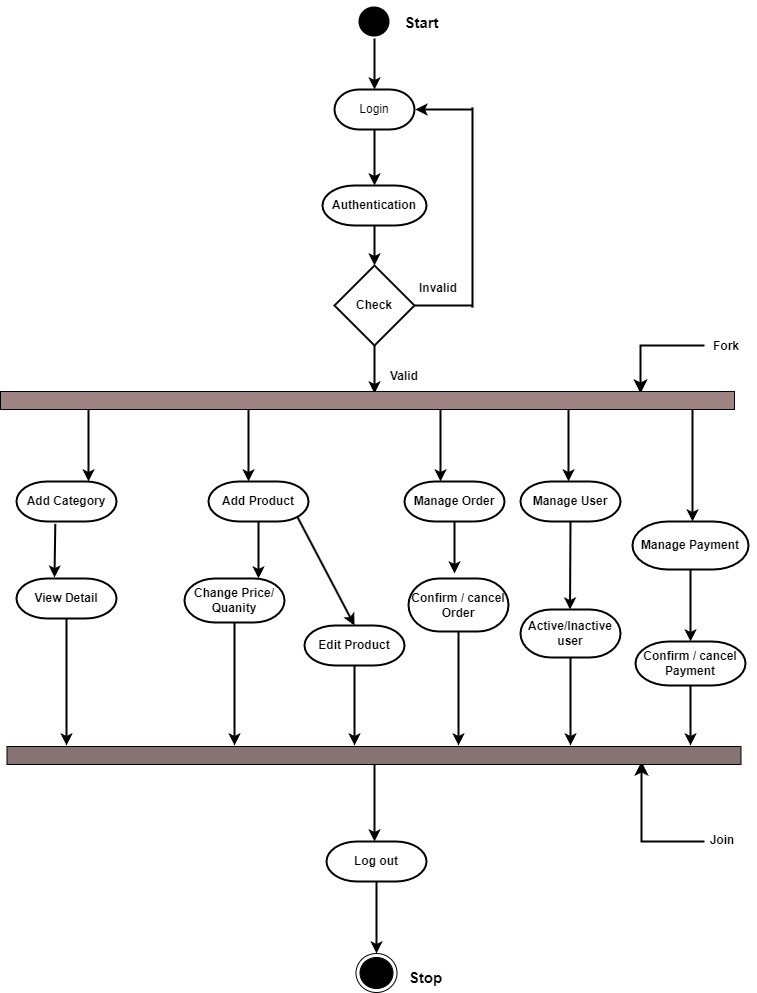 Start
Login
Authentication
Check
Invalid
Valid
Fork
Add Category
Add Product
Manage Order
Manage User
Manage Payment
View Detail
Change Price/
Quanity
Edit Product
Confirm / cancel
Order
Active/Inactive
user
Confirm / cancel
Payment
Join
Log out
Stop